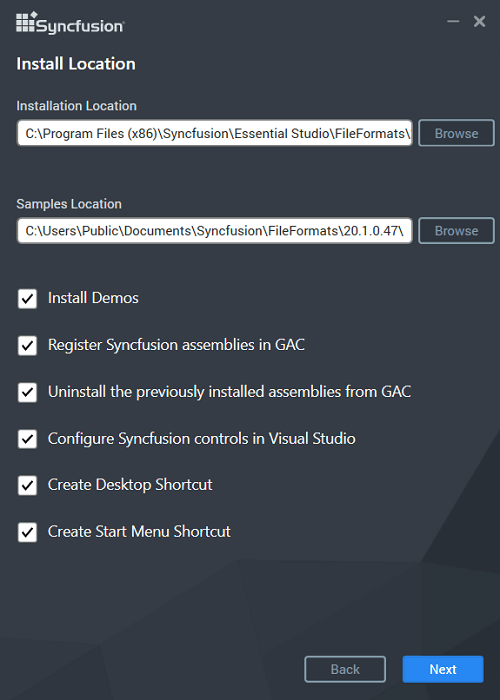 Syncfusion
Install Location
Installation Location
C:\Program Files (x86)\Syncfusion\Essential Studio\FileFormats\
Browse
Samples Location
C:\Users\Public\Documents\Syncfusion\FileFormats\20.1.0.47\
Browse
Install Demos
Register Syncfusion assemblies in GAC
Uninstall the previously installed assemblies from GAC
Configure Syncfusion controls in Visual Studio
Create Desktop Shortcut
Create Start Menu Shortcut
Back
Next